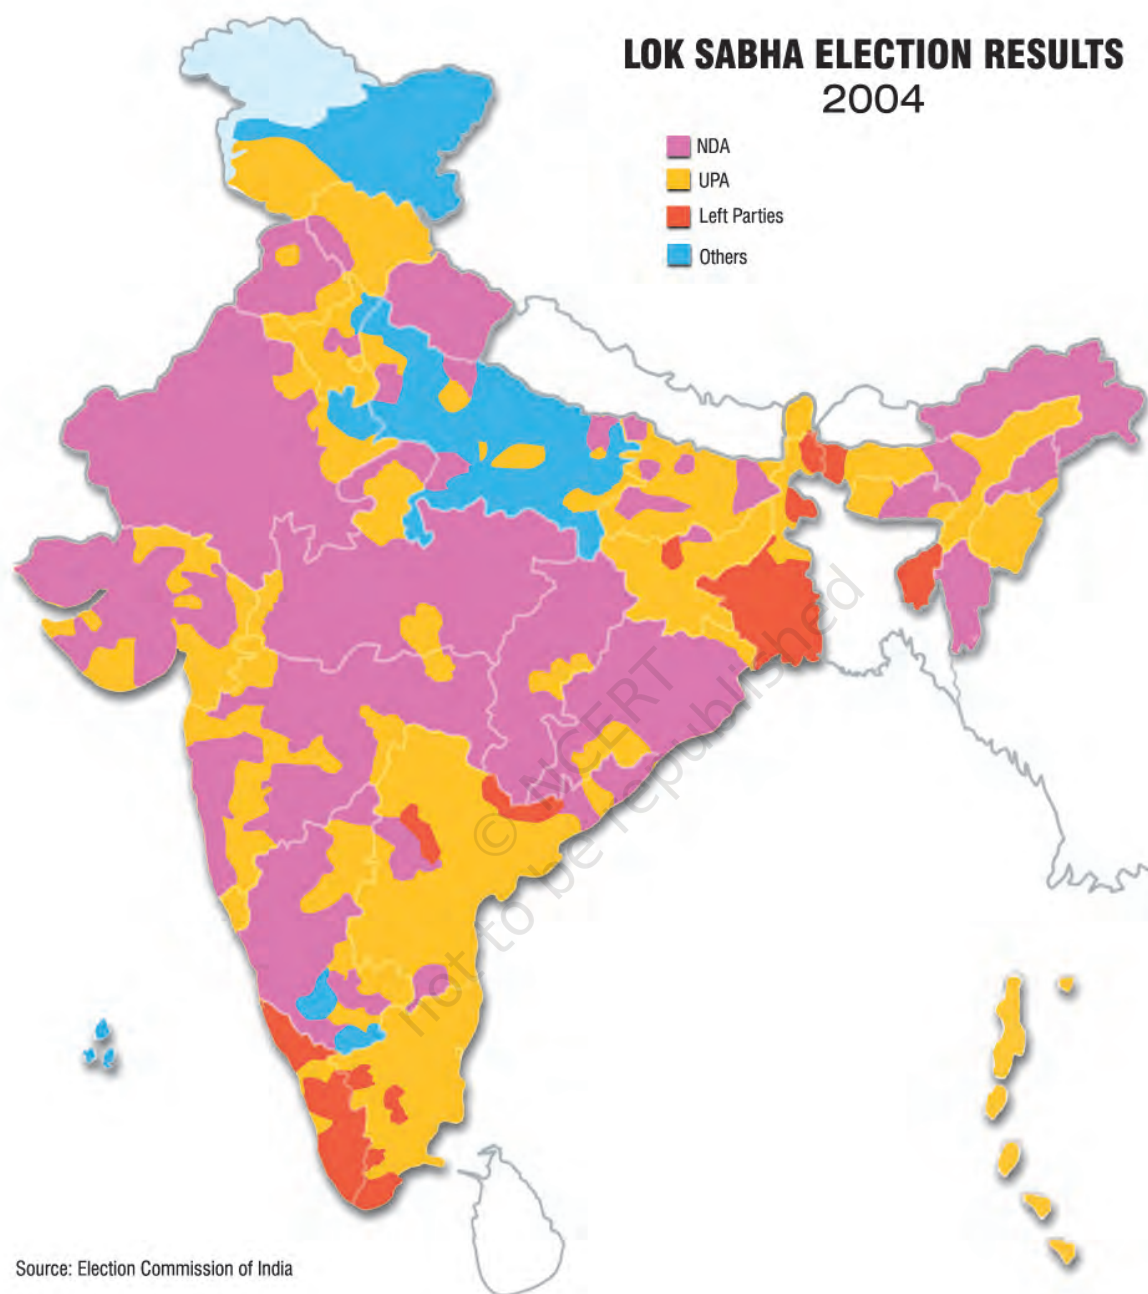 LOK SABHA ELECTION RESULTS
2004
NDA
UPA
Left Parties
Others
© NCERT
not to be republished
Source: Election Commission of India